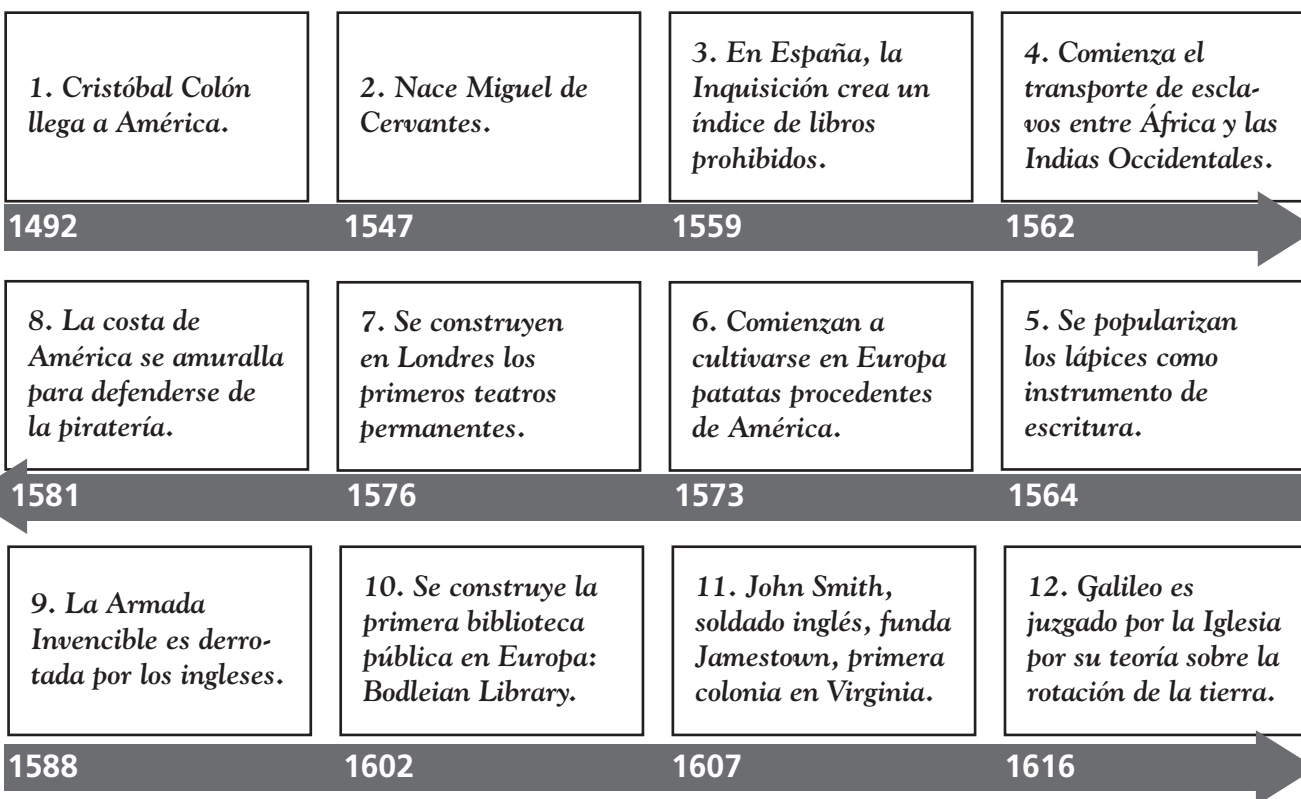 1. Cristóbal Colón
llega a América.
2. Nace Miguel de
Cervantes.
3. En España, la
Inquisición crea un
índice de libros
prohibidos.
4. Comienza el
transporte de escla-
vos entre África y las
Indias Occidentales.
1492
1547
1559
1562
8. La costa de
América se amuralla
para defenderse de
la piratería.
7. Se construyen
en Londres los
primeros teatros
permanentes.
6. Comienzan a
cultivarse en Europa
patatas procedentes
de América.
5. Se popularizan
los lápices como
instrumento de
escritura.
1581
1576
1573
1564
9. La Armada
Invencible es derro-
tada por los ingleses.
10. Se construye la
primera biblioteca
pública en Europa:
Bodleian Library.
11. John Smith,
soldado inglés, funda
Jamestown, primera
colonia en Virginia.
12. Galileo es
juzgado por la Iglesia
por su teoría sobre la
rotación de la tierra.
1588
1602
1607
1616